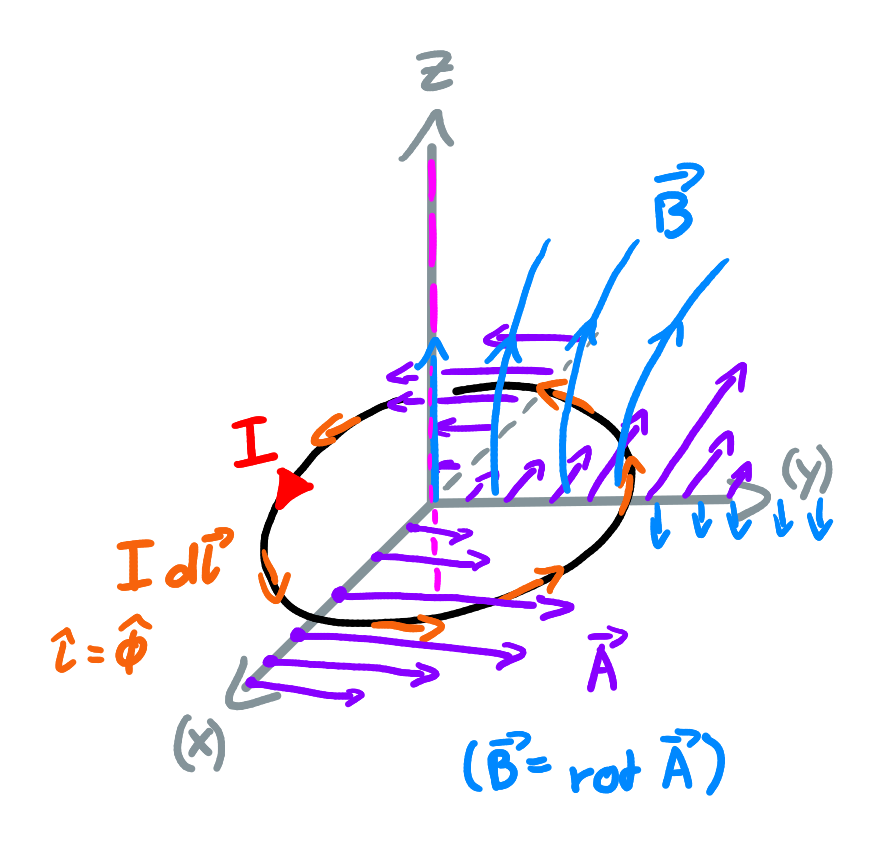 Z
B⃗
I
(y)
I dl⃗
l̂ = φ̂
A⃗
(x)
(B⃗ = rot A⃗)